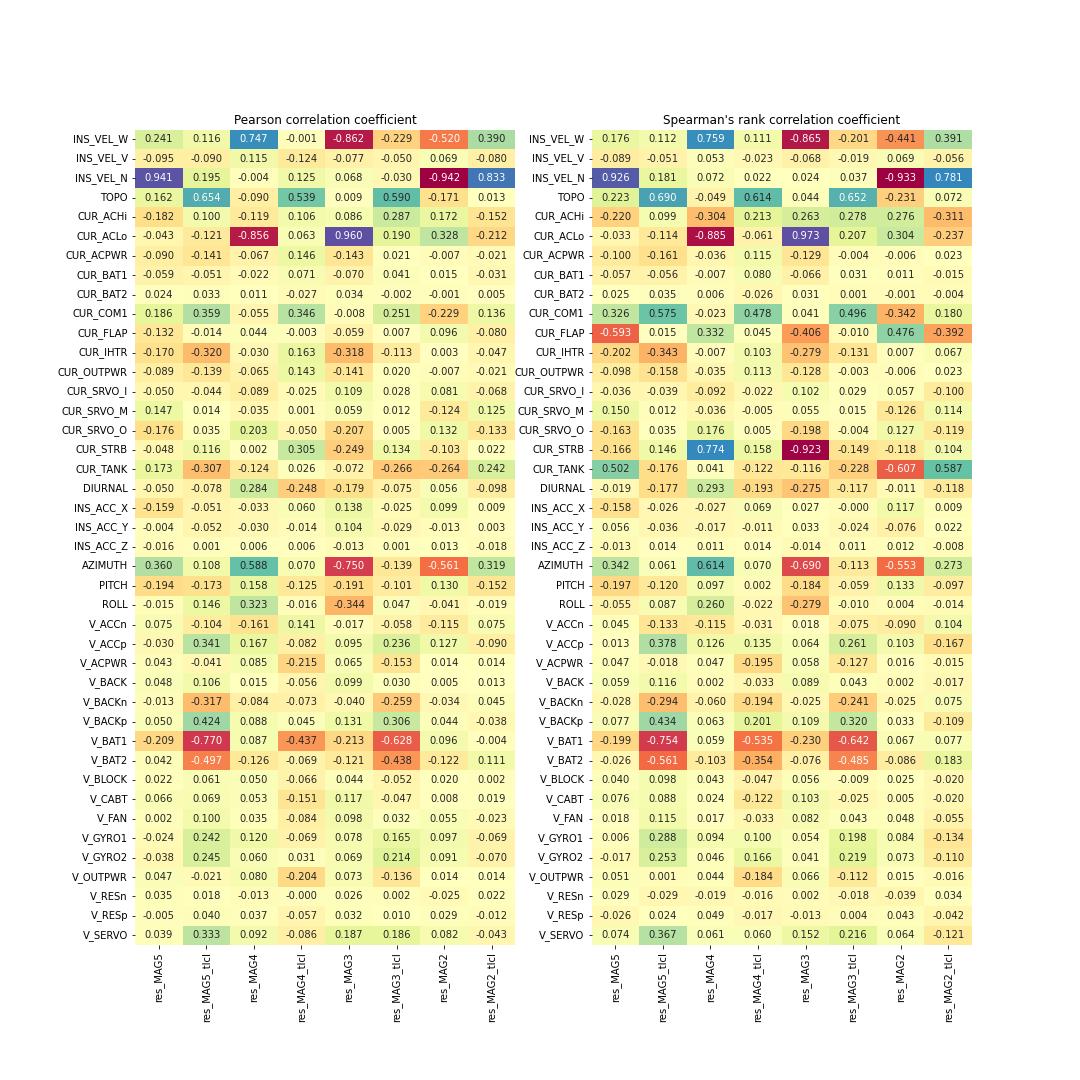 Pearson correlation coefficient
INS_VEL_W 0.241 0.116 0.747 -0.001 -0.862 -0.229 -0.520 0.390
INS_VEL_V -0.095 -0.090 0.115 -0.124 -0.077 -0.050 0.069 -0.080
INS_VEL_N 0.941 0.195 -0.004 0.125 0.068 -0.030 -0.942 0.833
TOPO 0.162 0.654 -0.090 0.539 0.009 0.590 -0.171 0.013
CUR_ACHi -0.182 0.100 -0.119 0.106 0.086 0.287 0.172 -0.152
CUR_ACLo -0.043 -0.121 -0.856 0.063 0.960 0.190 0.328 -0.212
CUR_ACPWR -0.090 -0.141 -0.067 0.146 -0.143 0.021 -0.007 -0.021
CUR_BAT1 -0.059 -0.051 -0.022 0.071 -0.070 0.041 0.015 -0.031
CUR_BAT2 0.024 0.033 0.011 -0.027 0.034 -0.002 -0.001 0.005
CUR_COM1 0.186 0.359 -0.055 0.346 -0.008 0.251 -0.229 0.136
CUR_FLAP -0.132 -0.014 0.044 -0.003 -0.059 0.007 0.096 -0.080
CUR_IHTR -0.170 -0.320 -0.030 0.163 -0.318 -0.113 0.003 -0.047
CUR_OUTPWR -0.089 -0.139 -0.065 0.143 -0.141 0.020 -0.007 -0.021
CUR_SRVO_I -0.050 -0.044 -0.089 -0.025 0.109 0.028 0.081 -0.068
CUR_SRVO_M 0.147 0.014 -0.035 0.001 0.059 0.012 -0.124 0.125
CUR_SRVO_O -0.176 0.035 0.203 -0.050 -0.207 0.005 0.132 -0.133
CUR_STRB -0.048 0.116 0.002 0.305 -0.249 0.134 -0.103 0.022
CUR_TANK 0.173 -0.307 -0.124 0.026 -0.072 -0.266 -0.264 0.242
DIURNAL -0.050 -0.078 0.284 -0.248 -0.179 -0.075 0.056 -0.098
INS_ACC_X -0.159 -0.051 -0.033 0.060 0.138 -0.025 0.099 0.009
INS_ACC_Y -0.004 -0.052 -0.030 -0.014 0.104 -0.029 -0.013 0.003
INS_ACC_Z -0.016 0.001 0.006 0.006 -0.013 0.001 0.013 -0.018
AZIMUTH 0.360 0.108 0.588 0.070 -0.750 -0.139 -0.561 0.319
PITCH -0.194 -0.173 0.158 -0.125 -0.191 -0.101 0.130 -0.152
ROLL -0.015 0.146 0.323 -0.016 -0.344 0.047 -0.041 -0.019
V_ACCn 0.075 -0.104 -0.161 0.141 -0.017 -0.058 -0.115 0.075
V_ACCp -0.030 0.341 0.167 -0.082 0.095 0.236 0.127 -0.090
V_ACPWR 0.043 -0.041 0.085 -0.215 0.065 -0.153 0.014 0.014
V_BACK 0.048 0.106 0.015 -0.056 0.099 0.030 0.005 0.013
V_BACKn -0.013 -0.317 -0.084 -0.073 -0.040 -0.259 -0.034 0.045
V_BACKp 0.050 0.424 0.088 0.045 0.131 0.306 0.044 -0.038
V_BAT1 -0.209 -0.770 0.087 -0.437 -0.213 -0.628 0.096 -0.004
V_BAT2 0.042 -0.497 -0.126 -0.069 -0.121 -0.438 -0.122 0.111
V_BLOCK 0.022 0.061 0.050 -0.066 0.044 -0.052 0.020 0.002
V_CABT 0.066 0.069 0.053 -0.151 0.117 -0.047 0.008 0.019
V_FAN 0.002 0.100 0.035 -0.084 0.098 0.032 0.055 -0.023
V_GYRO1 -0.024 0.242 0.120 -0.069 0.078 0.165 0.097 -0.069
V_GYRO2 -0.038 0.245 0.060 0.031 0.069 0.214 0.091 -0.070
V_OUTPWR 0.047 -0.021 0.080 -0.204 0.073 -0.136 0.014 0.014
V_RESn 0.035 0.018 -0.013 -0.000 0.026 0.002 -0.025 0.022
V_RESp -0.005 0.040 0.037 -0.057 0.032 0.010 0.029 -0.012
V_SERVO 0.039 0.333 0.092 -0.086 0.187 0.186 0.082 -0.043
res_MAG5 res_MAG5_tlcl res_MAG4 res_MAG4_tlcl res_MAG3 res_MAG3_tlcl res_MAG2 res_MAG2_tlcl
Spearman's rank correlation coefficient
INS_VEL_W 0.176 0.112 0.759 0.111 -0.865 -0.201 -0.441 0.391
INS_VEL_V -0.089 -0.051 0.053 -0.023 -0.068 -0.019 0.069 -0.056
INS_VEL_N 0.926 0.181 0.072 0.022 0.024 0.037 -0.933 0.781
TOPO 0.223 0.690 -0.049 0.614 0.044 0.652 -0.231 0.072
CUR_ACHi -0.220 0.099 -0.304 0.213 0.263 0.278 0.276 -0.311
CUR_ACLo -0.033 -0.114 -0.885 -0.061 0.973 0.207 0.304 -0.237
CUR_ACPWR -0.100 -0.161 -0.036 0.115 -0.129 -0.004 -0.006 0.023
CUR_BAT1 -0.057 -0.056 -0.007 0.080 -0.066 0.031 0.011 -0.015
CUR_BAT2 0.025 0.035 0.006 -0.026 0.031 0.001 -0.001 -0.004
CUR_COM1 0.326 0.575 -0.023 0.478 0.041 0.496 -0.342 0.180
CUR_FLAP -0.593 0.015 0.332 0.045 -0.406 -0.010 0.476 -0.392
CUR_IHTR -0.202 -0.343 -0.007 0.103 -0.279 -0.131 0.007 0.067
CUR_OUTPWR -0.098 -0.158 -0.035 0.113 -0.128 -0.003 -0.006 0.023
CUR_SRVO_I -0.036 -0.039 -0.092 -0.022 0.102 0.029 0.057 -0.100
CUR_SRVO_M 0.150 0.012 -0.036 -0.005 0.055 0.015 -0.126 0.114
CUR_SRVO_O -0.163 0.035 0.176 0.005 -0.198 -0.004 0.127 -0.119
CUR_STRB -0.166 0.146 0.774 0.158 -0.923 -0.149 -0.118 0.104
CUR_TANK 0.502 -0.176 0.041 -0.122 -0.116 -0.228 -0.607 0.587
DIURNAL -0.019 -0.177 0.293 -0.193 -0.275 -0.117 -0.011 -0.118
INS_ACC_X -0.158 -0.026 -0.027 0.069 0.027 -0.000 0.117 0.009
INS_ACC_Y 0.056 -0.036 -0.017 -0.011 0.033 -0.024 -0.076 0.022
INS_ACC_Z -0.013 0.014 0.011 0.014 -0.014 0.011 0.012 -0.008
AZIMUTH 0.342 0.061 0.614 0.070 -0.690 -0.113 -0.553 0.273
PITCH -0.197 -0.120 0.097 0.002 -0.184 -0.059 0.133 -0.097
ROLL -0.055 0.087 0.260 -0.022 -0.279 -0.010 0.004 -0.014
V_ACCn 0.045 -0.133 -0.115 -0.031 0.018 -0.075 -0.090 0.104
V_ACCp 0.013 0.378 0.126 0.135 0.064 0.261 0.103 -0.167
V_ACPWR 0.047 -0.018 0.047 -0.195 0.058 -0.127 0.016 -0.015
V_BACK 0.059 0.116 0.002 -0.033 0.089 0.043 0.002 -0.017
V_BACKn -0.028 -0.294 -0.060 -0.194 -0.025 -0.241 -0.025 0.075
V_BACKp 0.077 0.434 0.063 0.201 0.109 0.320 0.033 -0.109
V_BAT1 -0.199 -0.754 0.059 -0.535 -0.230 -0.642 0.067 0.077
V_BAT2 -0.026 -0.561 -0.103 -0.354 -0.076 -0.485 -0.086 0.183
V_BLOCK 0.040 0.098 0.043 -0.047 0.056 -0.009 0.025 -0.020
V_CABT 0.076 0.088 0.024 -0.122 0.103 -0.025 0.005 -0.020
V_FAN 0.018 0.115 0.017 -0.033 0.082 0.043 0.048 -0.055
V_GYRO1 0.006 0.288 0.094 0.100 0.054 0.198 0.084 -0.134
V_GYRO2 -0.017 0.253 0.046 0.166 0.041 0.219 0.073 -0.110
V_OUTPWR 0.051 0.001 0.044 -0.184 0.066 -0.112 0.015 -0.016
V_RESn 0.029 -0.029 -0.019 -0.016 0.002 -0.018 -0.039 0.034
V_RESp -0.026 0.024 0.049 -0.017 -0.013 0.004 0.043 -0.042
V_SERVO 0.074 0.367 0.061 0.060 0.152 0.216 0.064 -0.121
res_MAG5 res_MAG5_tlcl res_MAG4 res_MAG4_tlcl res_MAG3 res_MAG3_tlcl res_MAG2 res_MAG2_tlcl